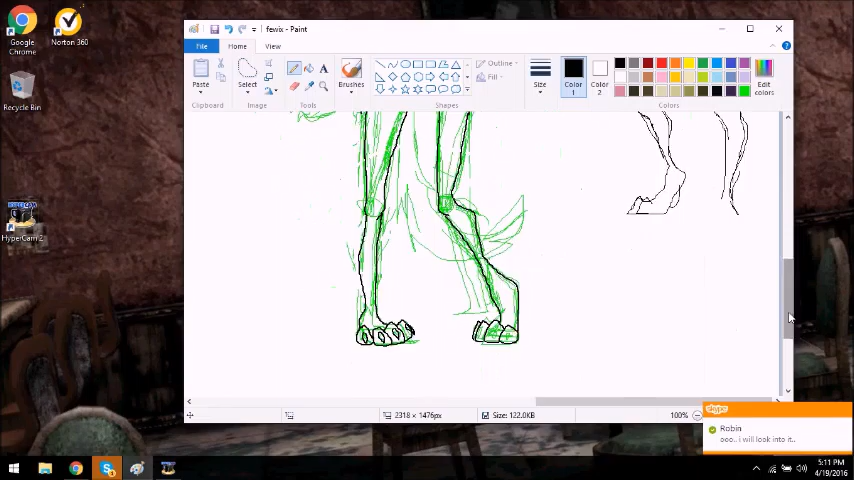 Google
Chrome
Norton 360
Recycle Bin
HyperCam 2
fewix - Paint
File
Home
View
Paste
Select
Brushes
Outline
Fill
Size
Color
1
Color
2
Edit
colors
Clipboard
Image
Tools
Shapes
Colors
2318 × 1476px
Size: 122.0KB
100%
skype
Robin
ooo.. i will look into it..
5:11 PM
4/19/2016